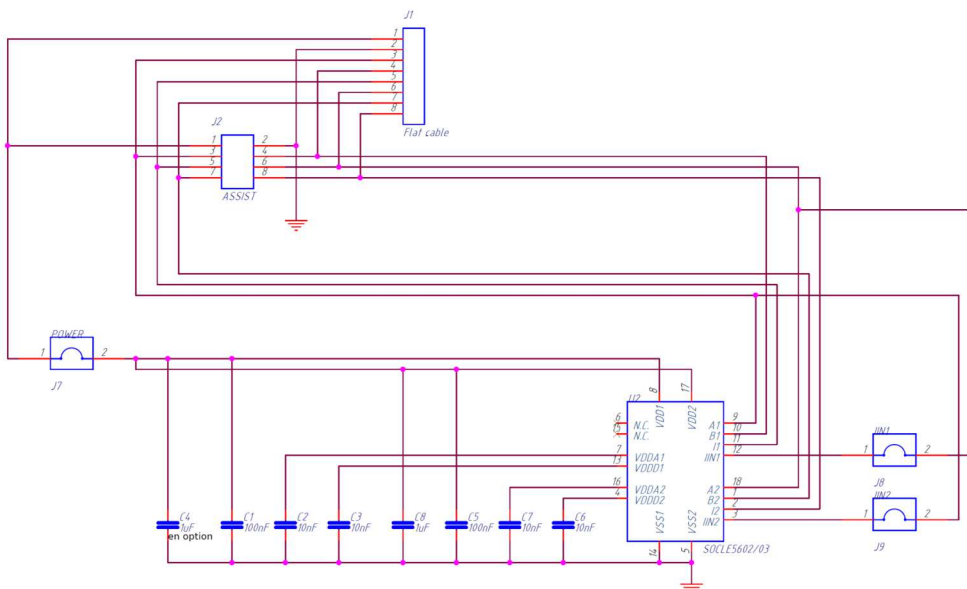 J1
1
2
3
4
5
6
7
8
Flat cable
J2
1 2
3 4
5 6
7 8
ASSIST
POWER
1 2
J7
U2
8 17
VDD1 VDD2
6 N.C.
15 N.C.
7 VDDA1
13 VDDD1
16 VDDA2
4 VDDD2
A1 9
B1 10
I1 11
IIN1 12
A2 18
B2 1
I2 2
IIN2 3
VSS1 VSS2
14 5
SOCLE5602/03
IIN1
1 2
J8
IIN2
1 2
J9
C4
1uF
en option
C1
100nF
C2
10nF
C3
10nF
C8
1uF
C5
100nF
C7
10nF
C6
10nF